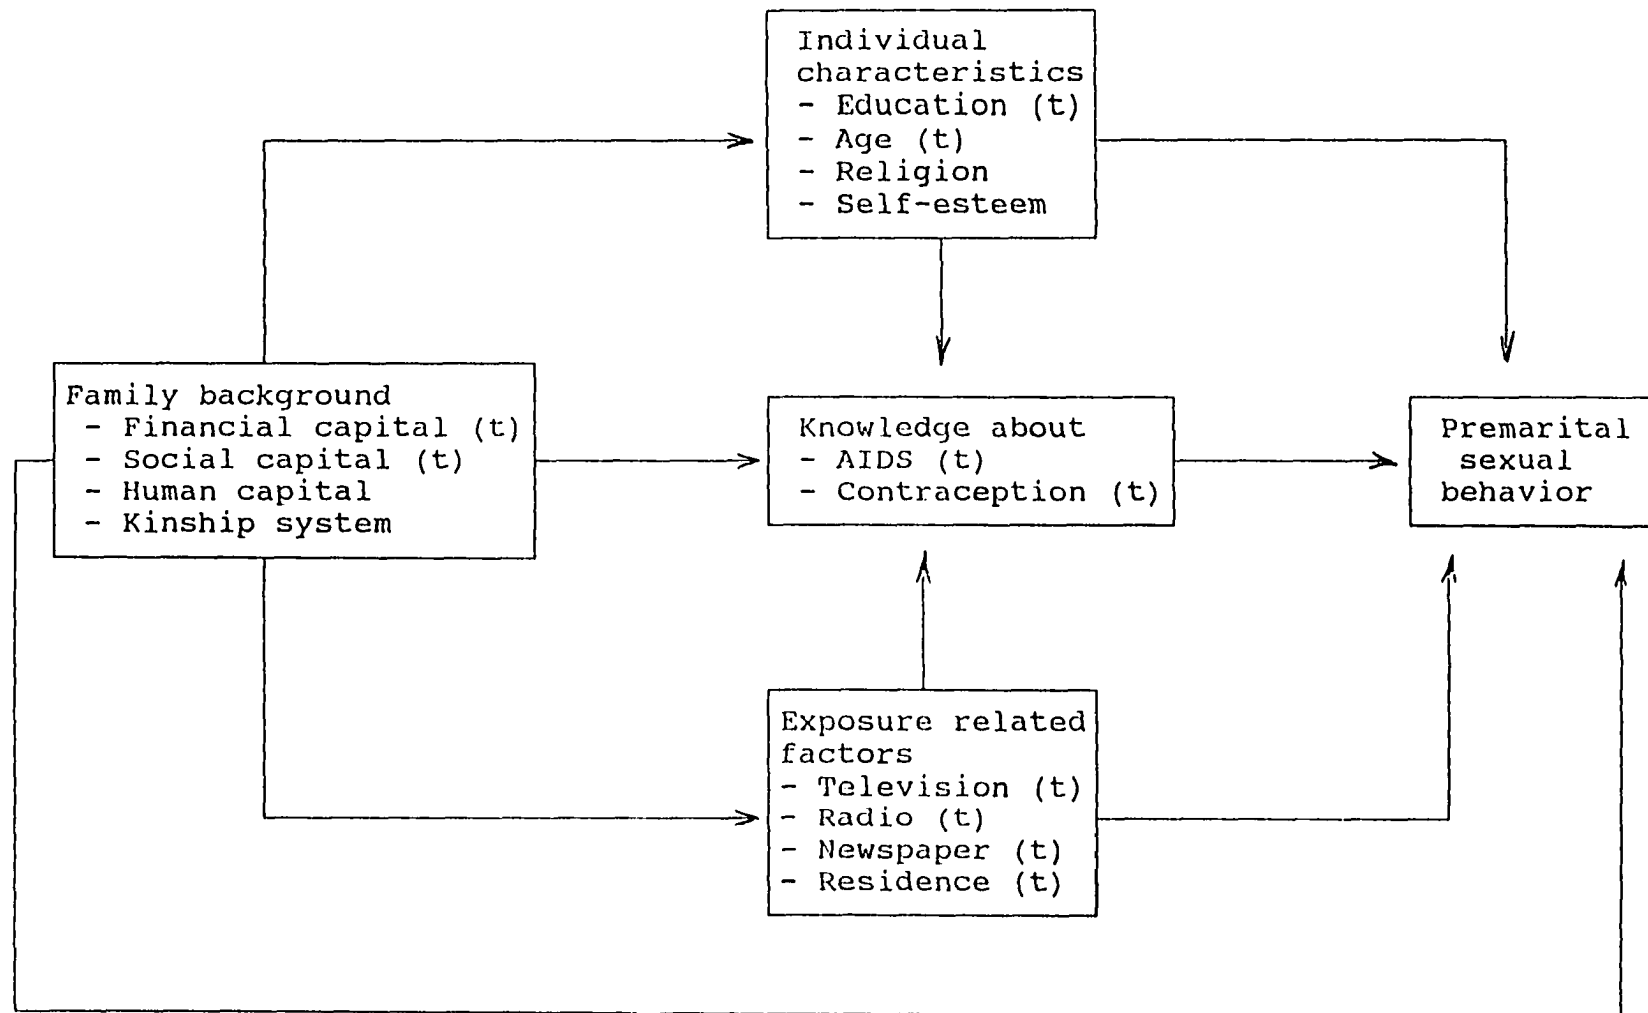 Individual
characteristics
- Education (t)
- Age (t)
- Religion
- Self-esteem
Family background
- Financial capital (t)
- Social capital (t)
- Human capital
- Kinship system
Knowledge about
- AIDS (t)
- Contraception (t)
Premarital
sexual
behavior
Exposure related
factors
- Television (t)
- Radio (t)
- Newspaper (t)
- Residence (t)